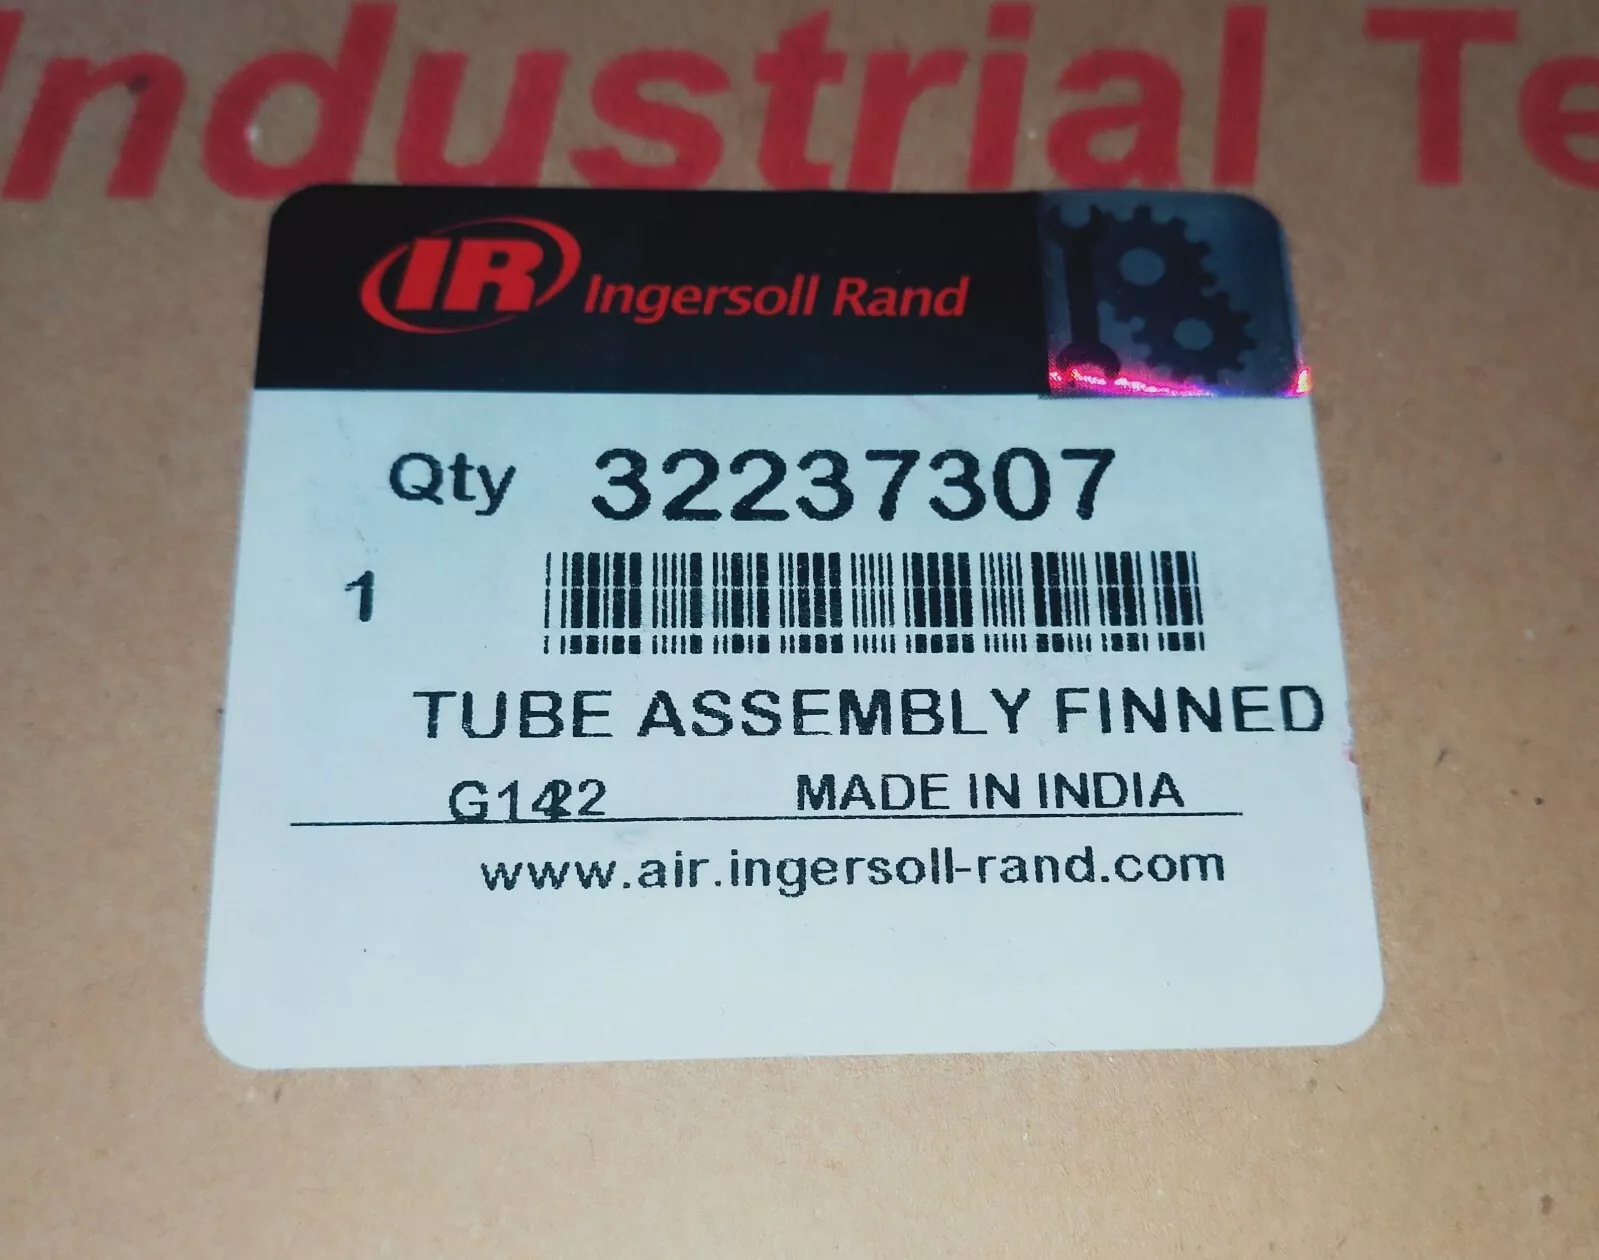 Industrial Te
IR Ingersoll Rand
Qty 32237307
1
TUBE ASSEMBLY FINNED
MADE IN INDIA
www.air.ingersoll-rand.com